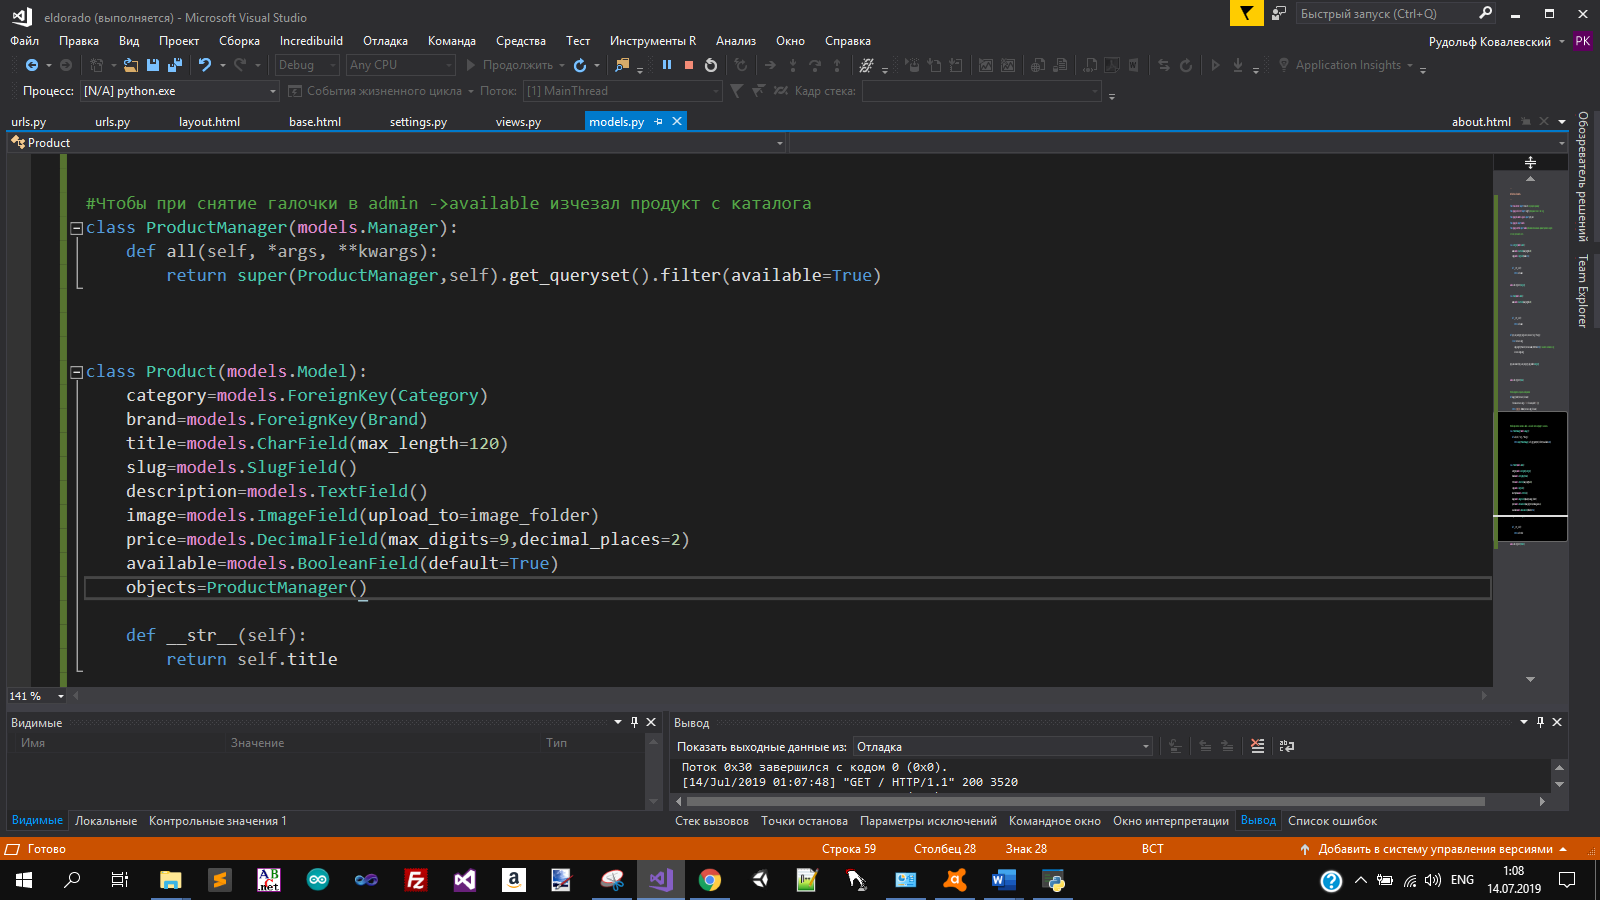 eldorado (выполняется) - Microsoft Visual Studio
Быстрый запуск (Ctrl+Q)
Файл Правка Вид Проект Сборка Incredibuild Отладка Команда Средства Тест Инструменты R Анализ Окно Справка
Рудольф Ковалевский РК
Debug Any CPU Продолжить Application Insights
Процесс: [N/A] python.exe События жизненного цикла Поток: [1] MainThread Кадр стека:
urls.py urls.py layout.html base.html settings.py views.py models.py about.html
Product
#Чтобы при снятие галочки в admin ->available изчезал продукт с каталога
class ProductManager(models.Manager):
def all(self, *args, **kwargs):
return super(ProductManager,self).get_queryset().filter(available=True)
class Product(models.Model):
category=models.ForeignKey(Category)
brand=models.ForeignKey(Brand)
title=models.CharField(max_length=120)
slug=models.SlugField()
description=models.TextField()
image=models.ImageField(upload_to=image_folder)
price=models.DecimalField(max_digits=9,decimal_places=2)
available=models.BooleanField(default=True)
objects=ProductManager()
def __str__(self):
return self.title
Обозреватель решений
Team Explorer
141 %
Видимые
Имя Значение Тип
Видимые Локальные Контрольные значения 1
Вывод
Показать выходные данные из: Отладка
Поток 0x30 завершился с кодом 0 (0x0).
[14/Jul/2019 01:07:48] "GET / HTTP/1.1" 200 3520
Стек вызовов Точки останова Параметры исключений Командное окно Окно интерпретации Вывод Список ошибок
Готово Строка 59 Столбец 28 Знак 28 ВСТ Добавить в систему управления версиями
ABC .net
ENG
1:08
14.07.2019